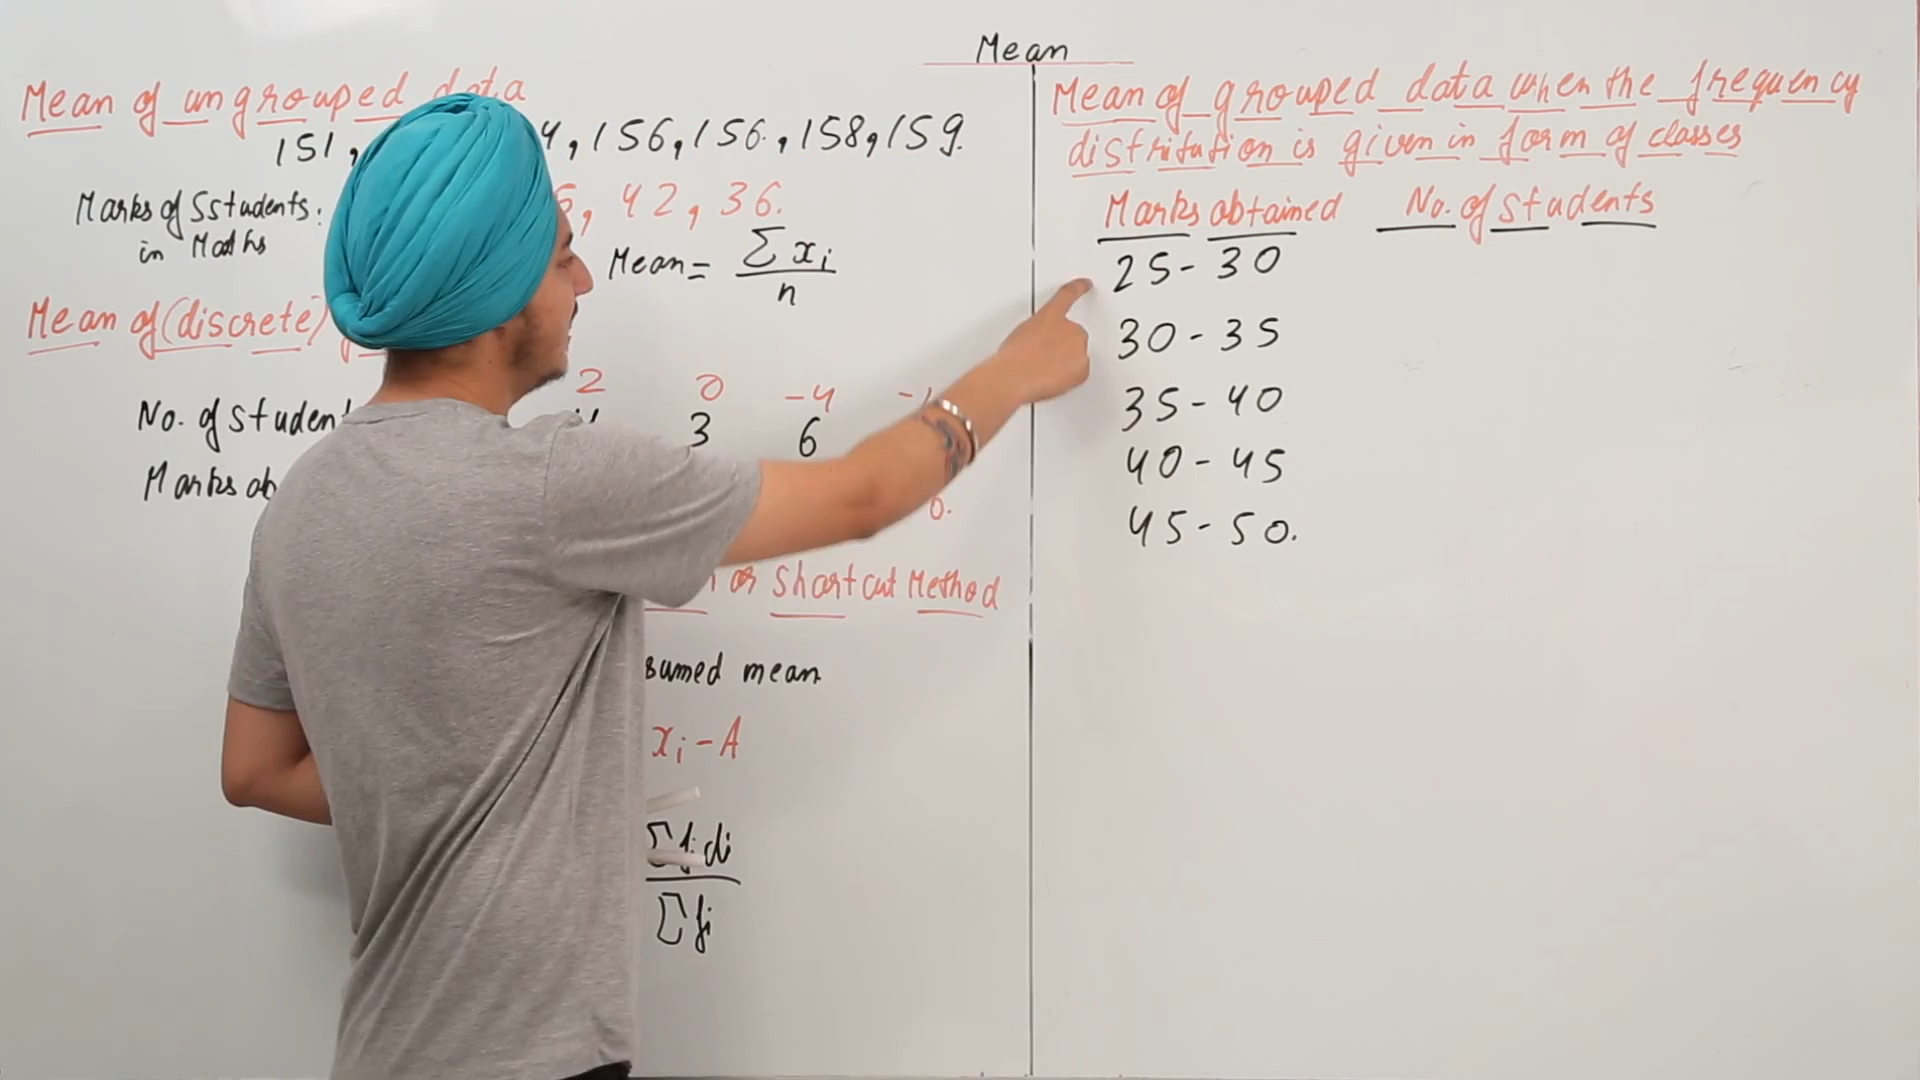 Mean
Mean of ungrouped data
151, 4, 156, 156, 158, 159.
Marks of 5 students:
in Maths
42, 36.
Mean = Σxi
n
Mean of (discrete)
2 0 -4
No. of student
3 6
Marks ob
0.
or Shortcut Method
sumed mean
xi - A
Σfidi
Σfi
Mean of grouped data when the frequency
distribution is given in form of classes
Marks obtained No. of students
25 - 30
30 - 35
35 - 40
40 - 45
45 - 50.